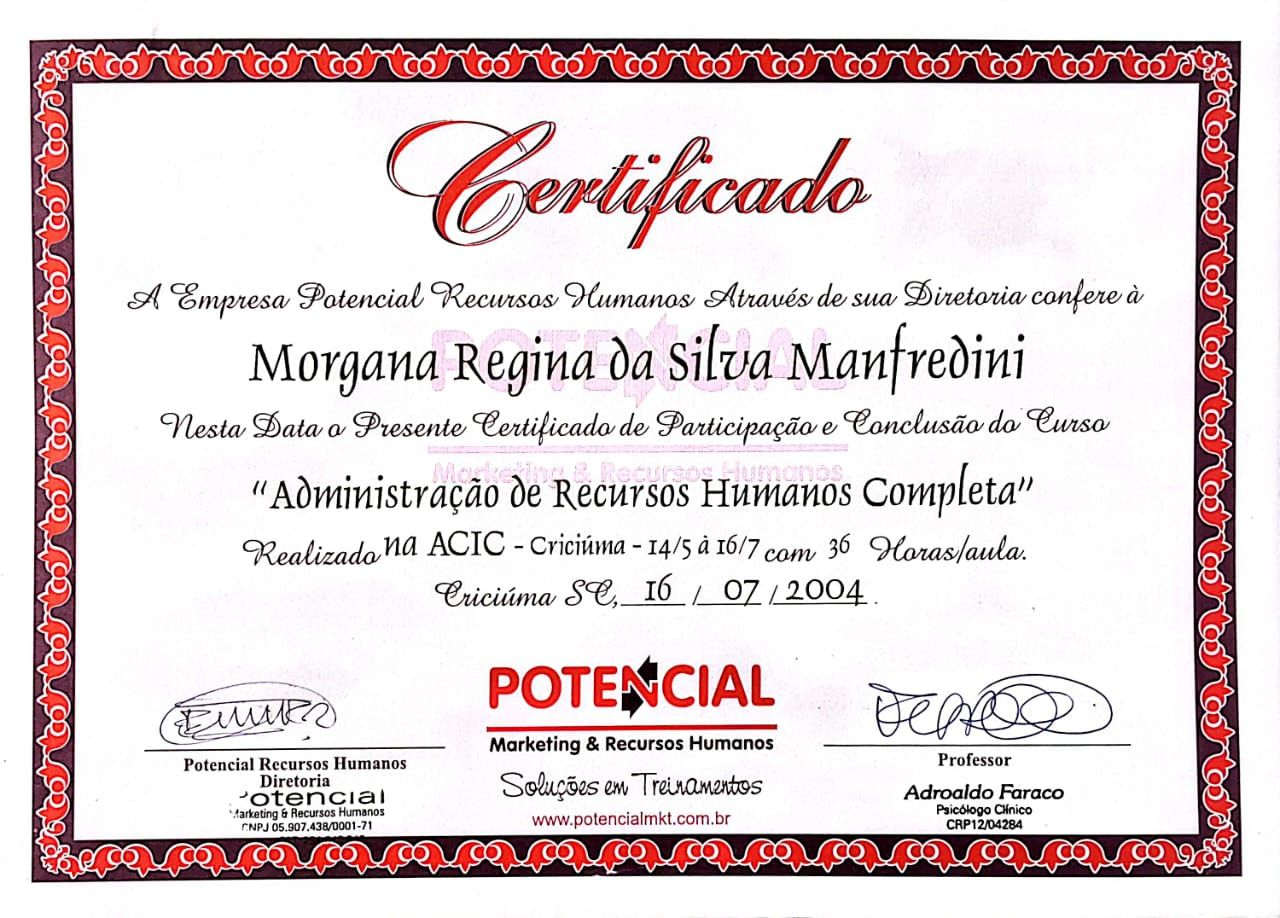 Certificado
A Empresa Potencial Recursos Humanos Através de sua Diretoria confere à
POTENCIAL
Morgana Regina da Silva Manfredini
Nesta Data o Presente Certificado de Participação e Conclusão do Curso
Marketing & Recursos Humanos
"Administração de Recursos Humanos Completa"
Realizado na ACIC - Criciúma - 14/5 à 16/7 com 36 Horas/aula.
Criciúma SC, 16 / 07 / 2004.
POTENCIAL
Marketing & Recursos Humanos
Soluções em Treinamentos
www.potencialmkt.com.br
Potencial Recursos Humanos
Diretoria
otencial
arketing & Recursos Humanos
CNPJ 05.907.438/0001-71
Professor
Adroaldo Faraco
Psicólogo Clínico
CRP12/04284